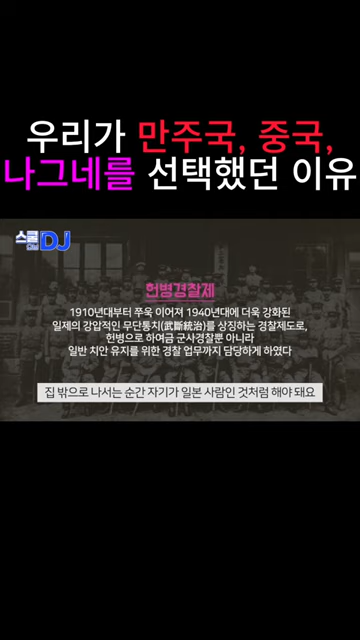 우리가 만주국, 중국,
나그네를 선택했던 이유
스쿨
DJ
헌병경찰제
1910년대부터 쭈욱 이어져 1940년대에 더욱 강화된
일제의 강압적인 무단통치(武斷統治)를 상징하는 경찰제도로,
헌병으로 하여금 군사경찰뿐 아니라
일반 치안 유지를 위한 경찰 업무까지 담당하게 하였다
집 밖으로 나서는 순간 자기가 일본 사람인 것처럼 해야 돼요